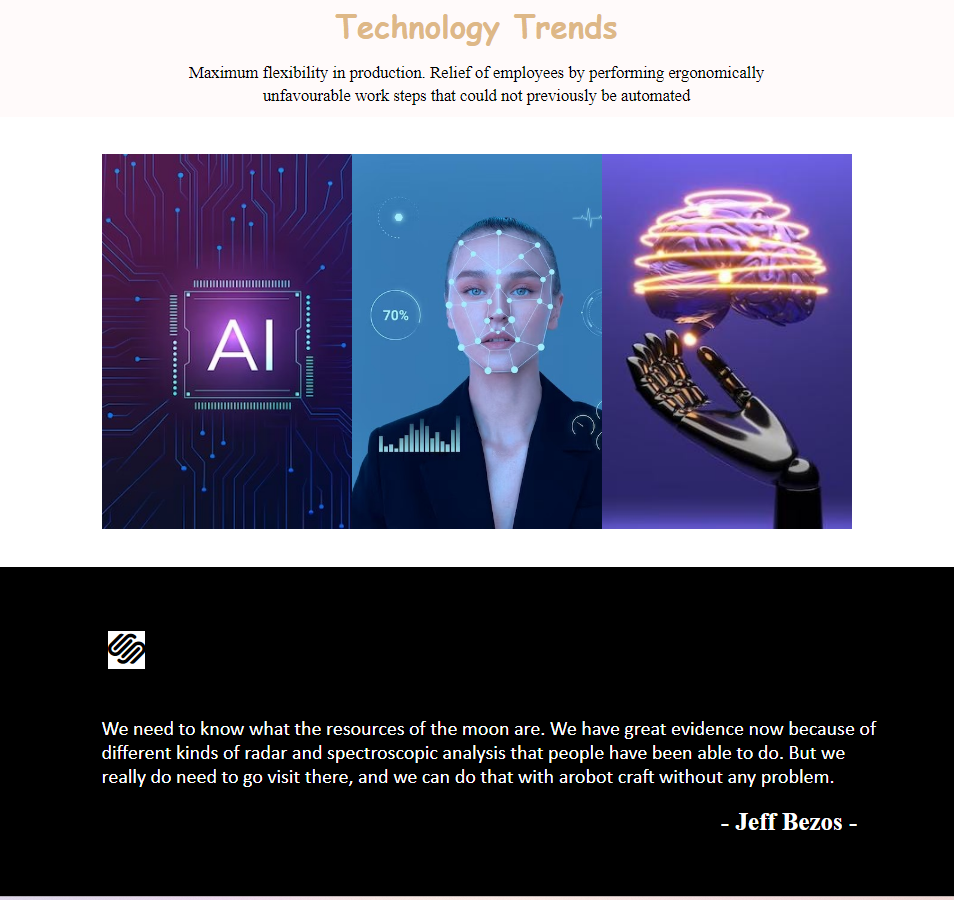 Technology Trends
Maximum flexibility in production. Relief of employees by performing ergonomically
unfavourable work steps that could not previously be automated
AI
70%
We need to know what the resources of the moon are. We have great evidence now because of
different kinds of radar and spectroscopic analysis that people have been able to do. But we
really do need to go visit there, and we can do that with arobot craft without any problem.
- Jeff Bezos -